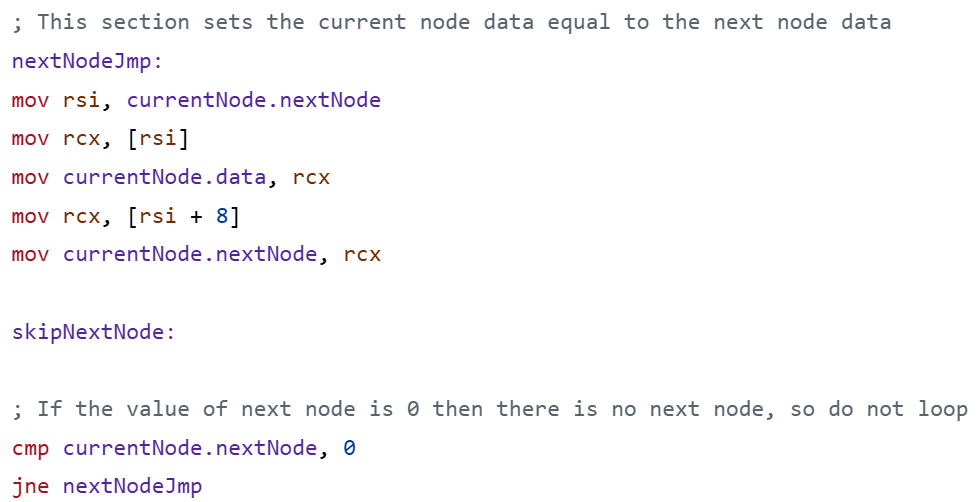 ; This section sets the current node data equal to the next node data
nextNodeJmp:
mov rsi, currentNode.nextNode
mov rcx, [rsi]
mov currentNode.data, rcx
mov rcx, [rsi + 8]
mov currentNode.nextNode, rcx
skipNextNode:
; If the value of next node is 0 then there is no next node, so do not loop
cmp currentNode.nextNode, 0
jne nextNodeJmp